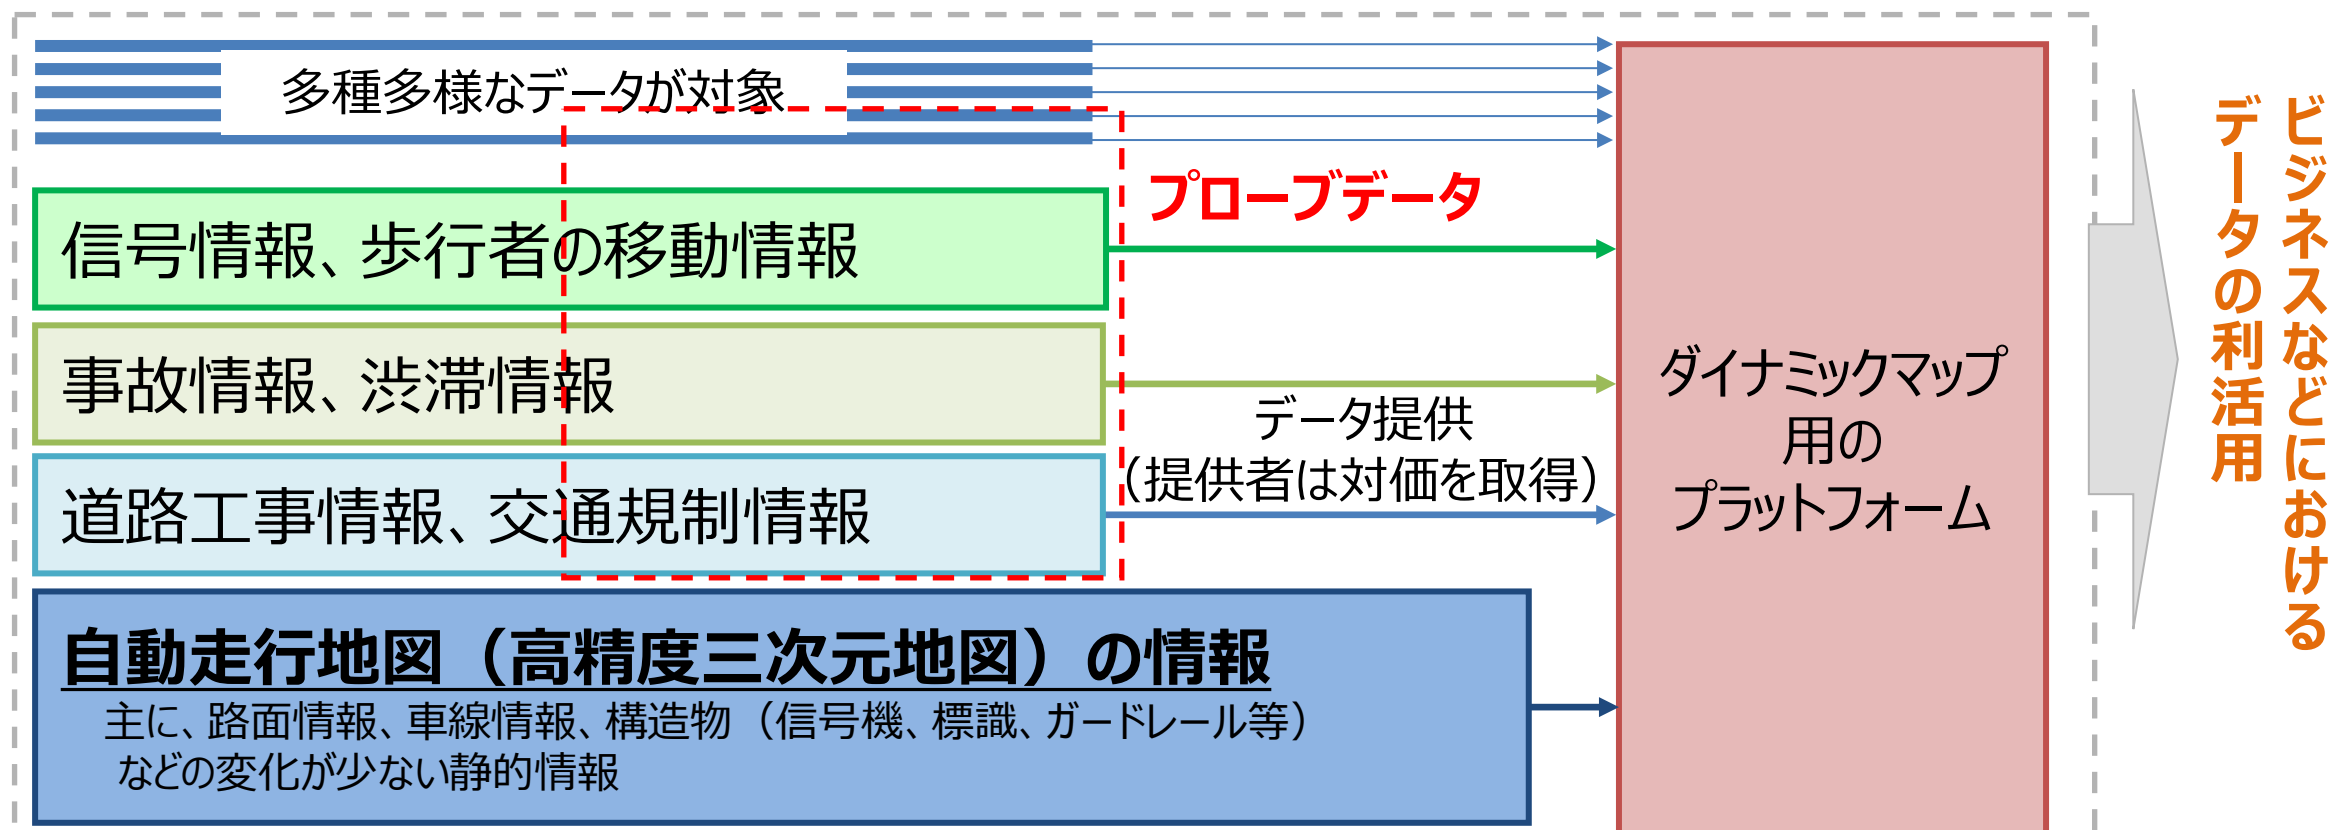 多種多様なデータが対象
プローブデータ
信号情報、歩行者の移動情報
事故情報、渋滞情報
データ提供
（提供者は対価を取得）
道路工事情報、交通規制情報
自動走行地図（高精度三次元地図）の情報
主に、路面情報、車線情報、構造物（信号機、標識、ガードレール等）
などの変化が少ない静的情報
ダイナミックマップ
用の
プラットフォーム
ビジネスなどにおける
データの利活用